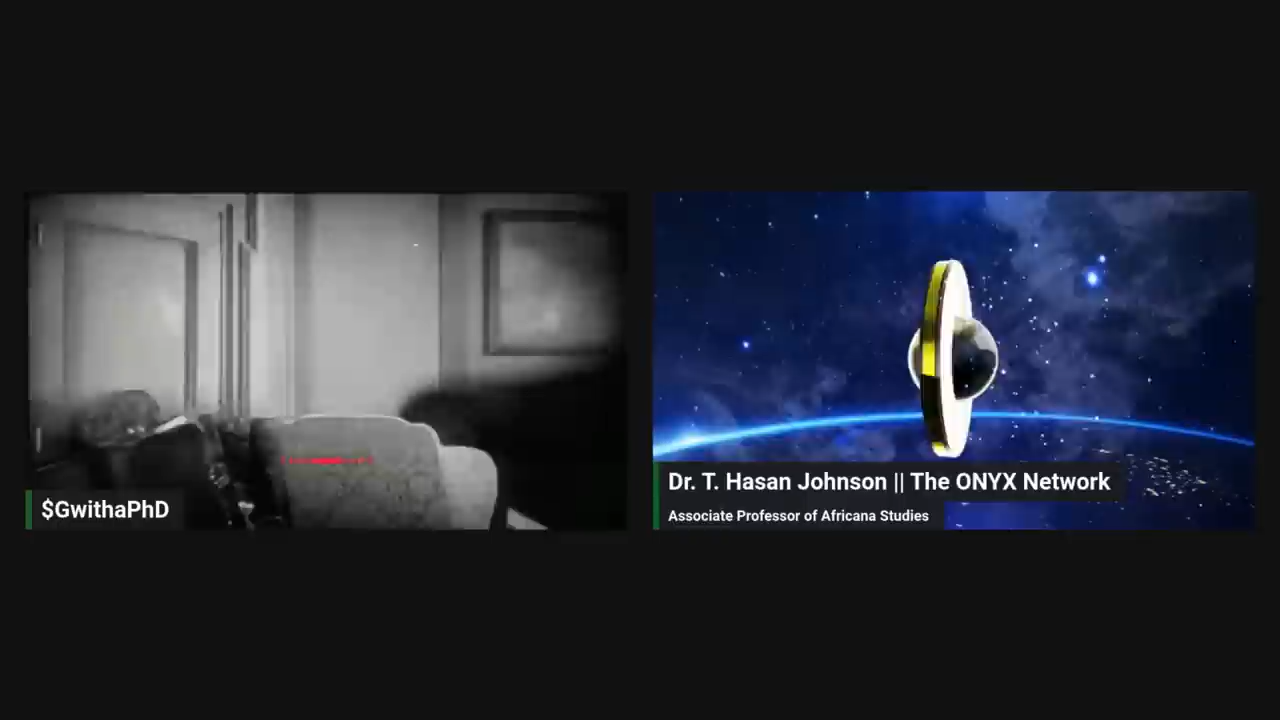 $GwithaPhD
Dr. T. Hasan Johnson || The ONYX Network
Associate Professor of Africana Studies